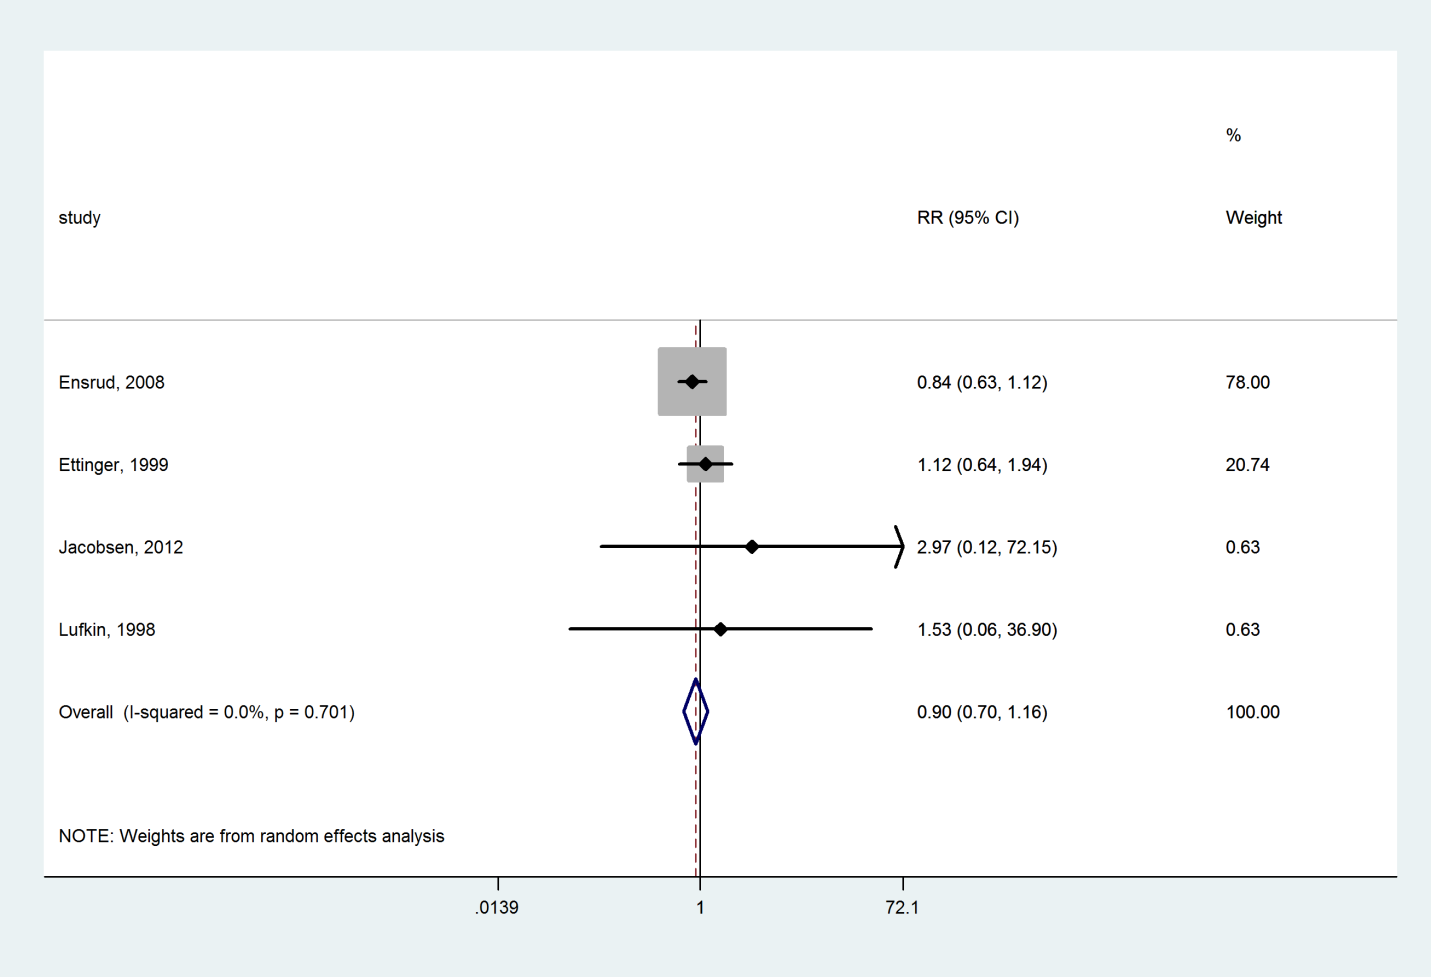 %
study RR (95% CI) Weight
Ensrud, 2008 0.84 (0.63, 1.12) 78.00
Ettinger, 1999 1.12 (0.64, 1.94) 20.74
Jacobsen, 2012 2.97 (0.12, 72.15) 0.63
Lufkin, 1998 1.53 (0.06, 36.90) 0.63
Overall (I-squared = 0.0%, p = 0.701) 0.90 (0.70, 1.16) 100.00
NOTE: Weights are from random effects analysis
.0139 1 72.1